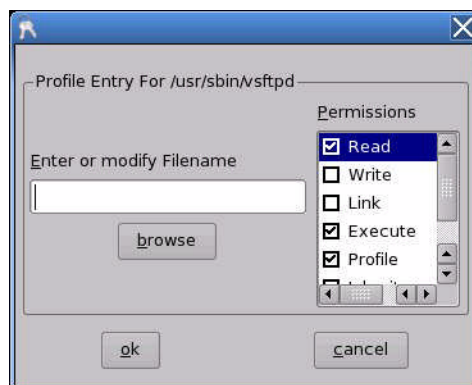 Profile Entry For /usr/sbin/vsftpd
Permissions
Read
Write
Link
Execute
Profile
Enter or modify Filename
browse
ok
cancel